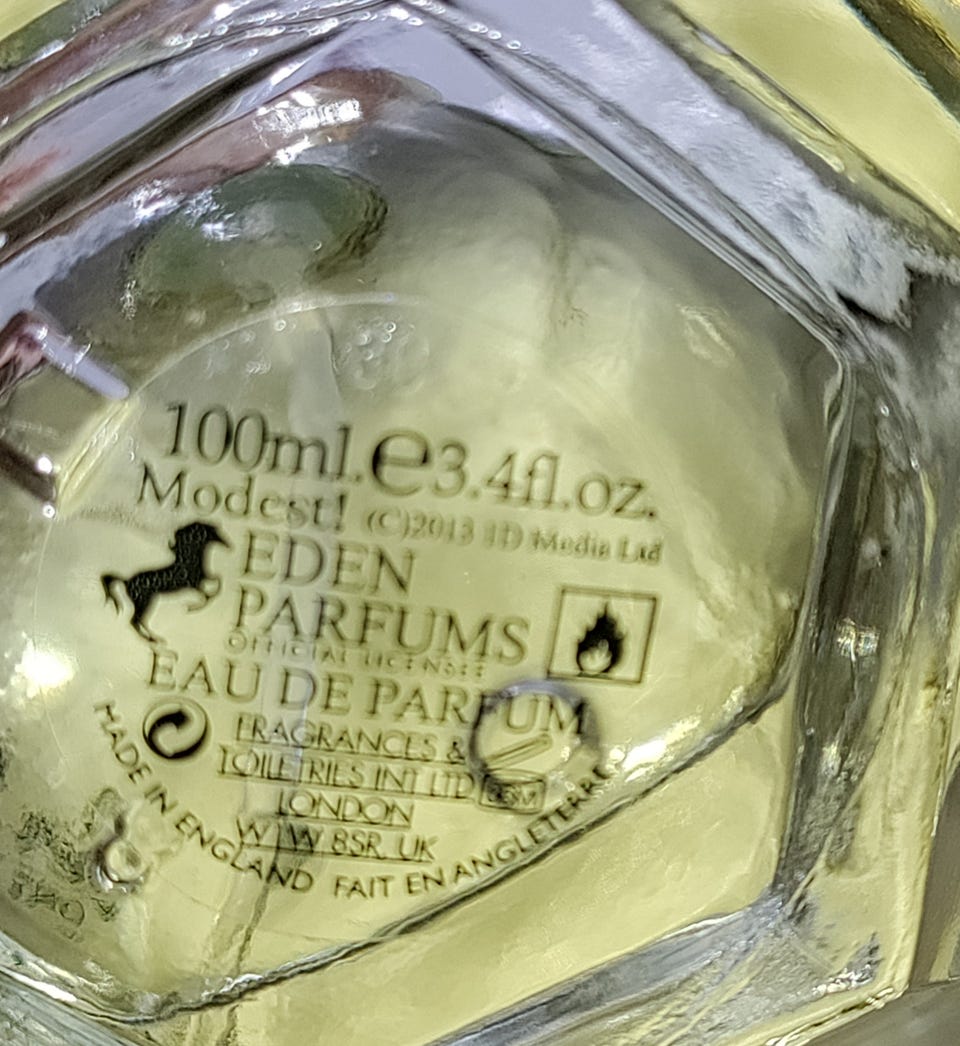 100ml.℮3.4fl.oz.
Modest! (C)2013 1D Media Ltd
EDEN
PARFUMS
OFFICIAL LICENSEE
EAU DE PARFUM
FRAGRANCES &
TOILETRIES INT LTD
LONDON
W1W 8SR. UK
MADE IN ENGLAND FAIT EN ANGLETERRE